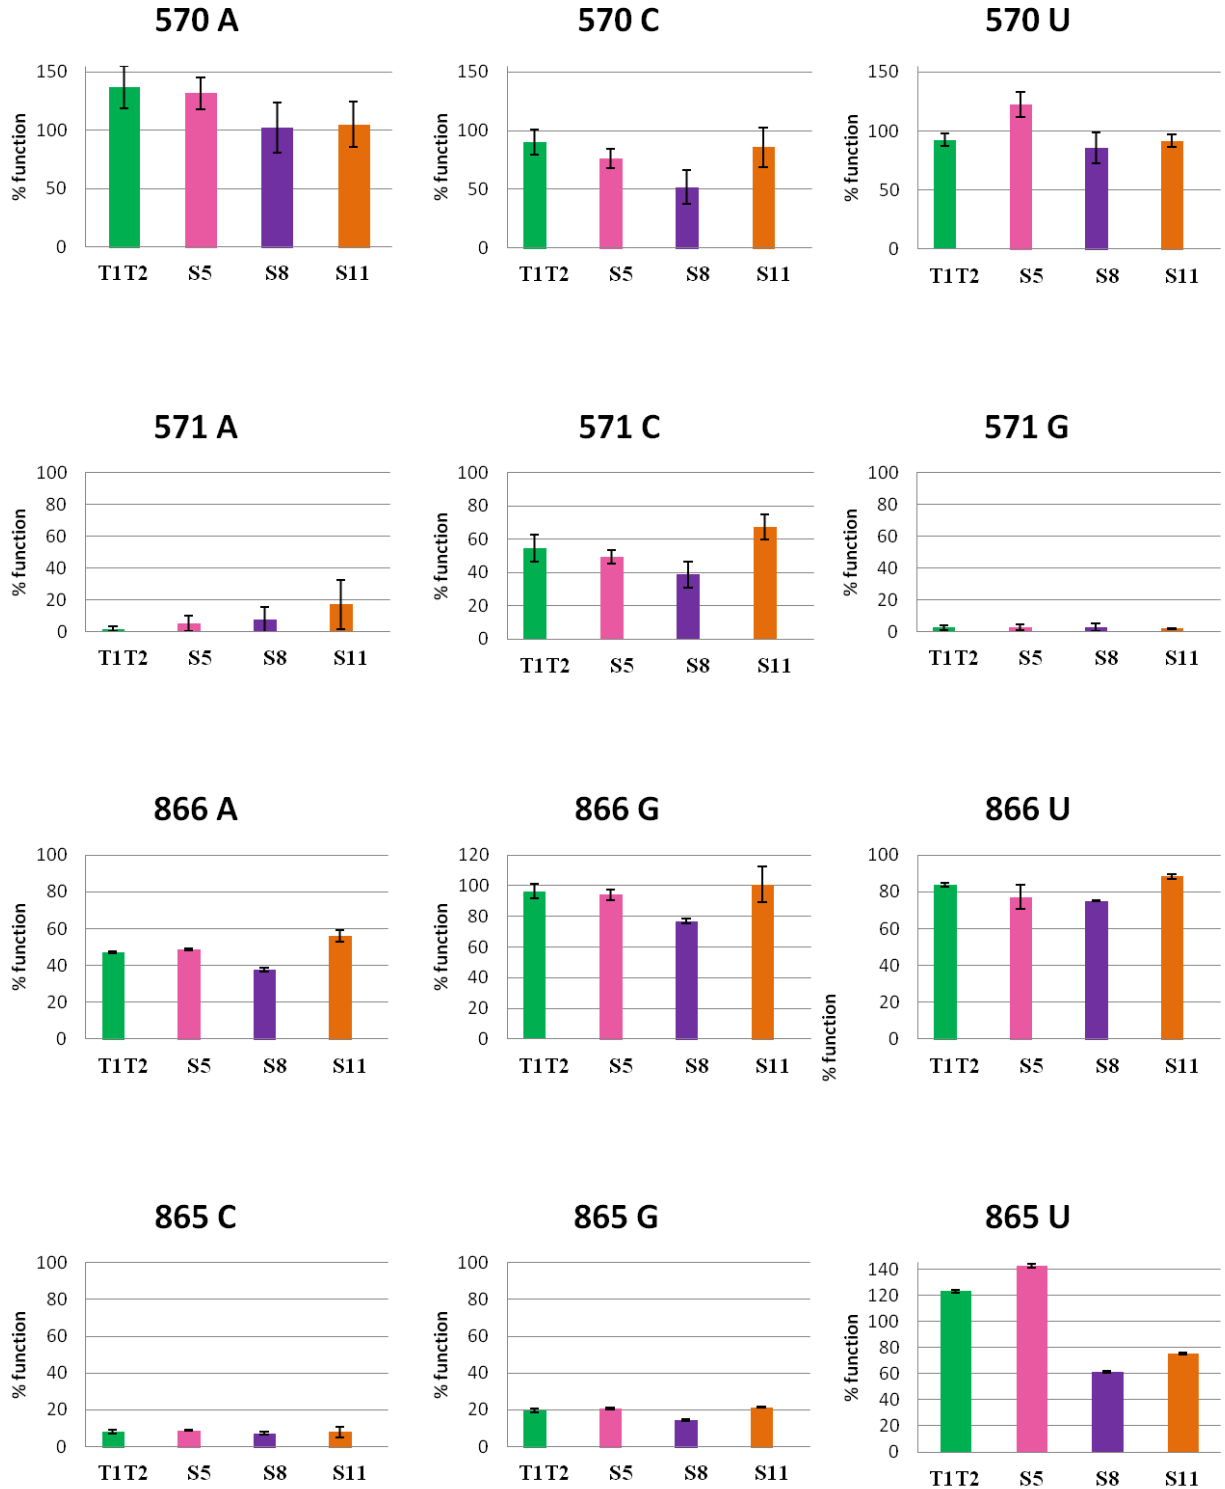 570 A
150
100
50
0
% function
T1T2 S5 S8 S11
570 C
150
100
50
0
% function
T1T2 S5 S8 S11
570 U
150
100
50
0
% function
T1T2 S5 S8 S11
571 A
100
80
60
40
20
0
% function
T1T2 S5 S8 S11
571 C
100
80
60
40
20
0
% function
T1T2 S5 S8 S11
571 G
100
80
60
40
20
0
% function
T1T2 S5 S8 S11
866 A
100
80
60
40
20
0
% function
T1T2 S5 S8 S11
866 G
120
100
80
60
40
20
0
% function
T1T2 S5 S8 S11
866 U
100
80
60
40
20
0
% function
T1T2 S5 S8 S11
865 C
100
80
60
40
20
0
% function
T1T2 S5 S8 S11
865 G
100
80
60
40
20
0
% function
T1T2 S5 S8 S11
865 U
140
120
100
80
60
40
20
0
% function
T1T2 S5 S8 S11